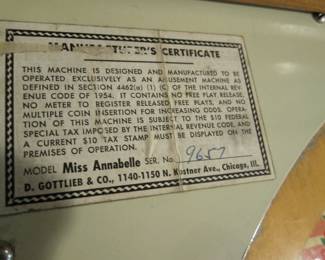 MANUFACTURER'S CERTIFICATE
THIS MACHINE IS DESIGNED AND MANUFACTURED TO BE
OPERATED EXCLUSIVELY AS AN AMUSEMENT MACHINE AS
DEFINED IN SECTION 4462(a) (1) (C) OF THE INTERNAL REV-
ENUE CODE OF 1954. IT CONTAINS NO FREE PLAY RELEASE,
NO METER TO REGISTER RELEASED FREE PLAYS, AND NO
MULTIPLE COIN INSERTION FOR INCREASING ODDS. OPERA-
TION OF THIS MACHINE IS SUBJECT TO THE $10 FEDERAL
SPECIAL TAX IMPOSED BY THE INTERNAL REVENUE CODE, AND
A CURRENT $10 TAX STAMP MUST BE DISPLAYED ON THE
PREMISES OF OPERATION.
MODEL Miss Annabelle SER. No. 9657
D. GOTTLIEB & CO., 1140-1150 N. Kostner Ave., Chicago, Ill.